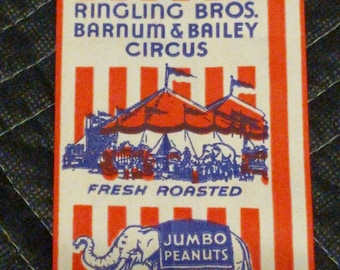 RINGLING BROS.
BARNUM & BAILEY
CIRCUS
FRESH ROASTED
JUMBO
PEANUTS